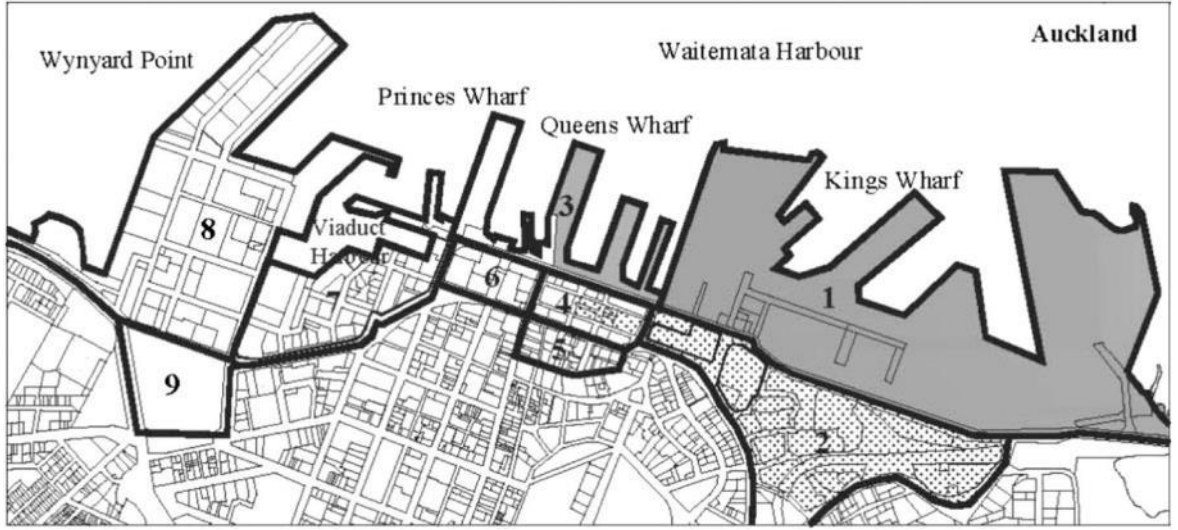 Auckland
Waitemata Harbour
Wynyard Point
Princes Wharf
Queens Wharf
Kings Wharf
3
8
Viaduct
Harbour
6
7
4
1
5
9
2